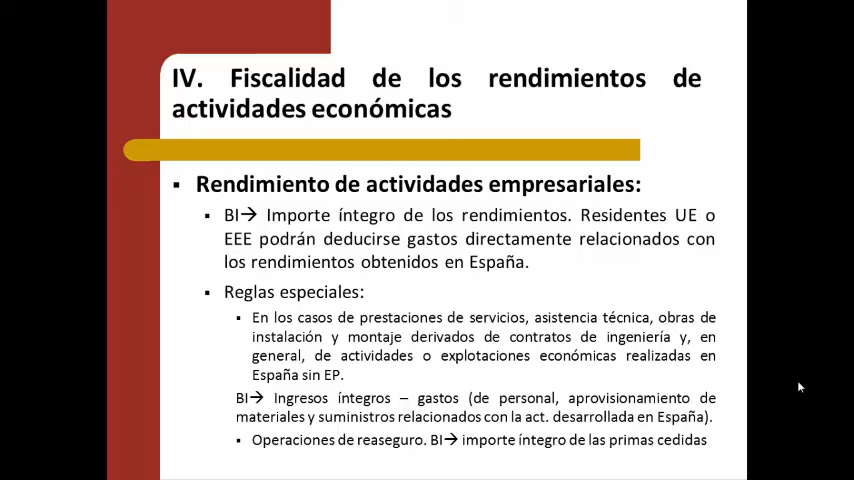 IV. Fiscalidad de los rendimientos de
actividades económicas
▪ Rendimiento de actividades empresariales:
▪ BI→ Importe íntegro de los rendimientos. Residentes UE o
EEE podrán deducirse gastos directamente relacionados con
los rendimientos obtenidos en España.
▪ Reglas especiales:
▪ En los casos de prestaciones de servicios, asistencia técnica, obras de
instalación y montaje derivados de contratos de ingeniería y, en
general, de actividades o explotaciones económicas realizadas en
España sin EP.
BI→ Ingresos íntegros – gastos (de personal, aprovisionamiento de
materiales y suministros relacionados con la act. desarrollada en España).
▪ Operaciones de reaseguro. BI→ importe íntegro de las primas cedidas